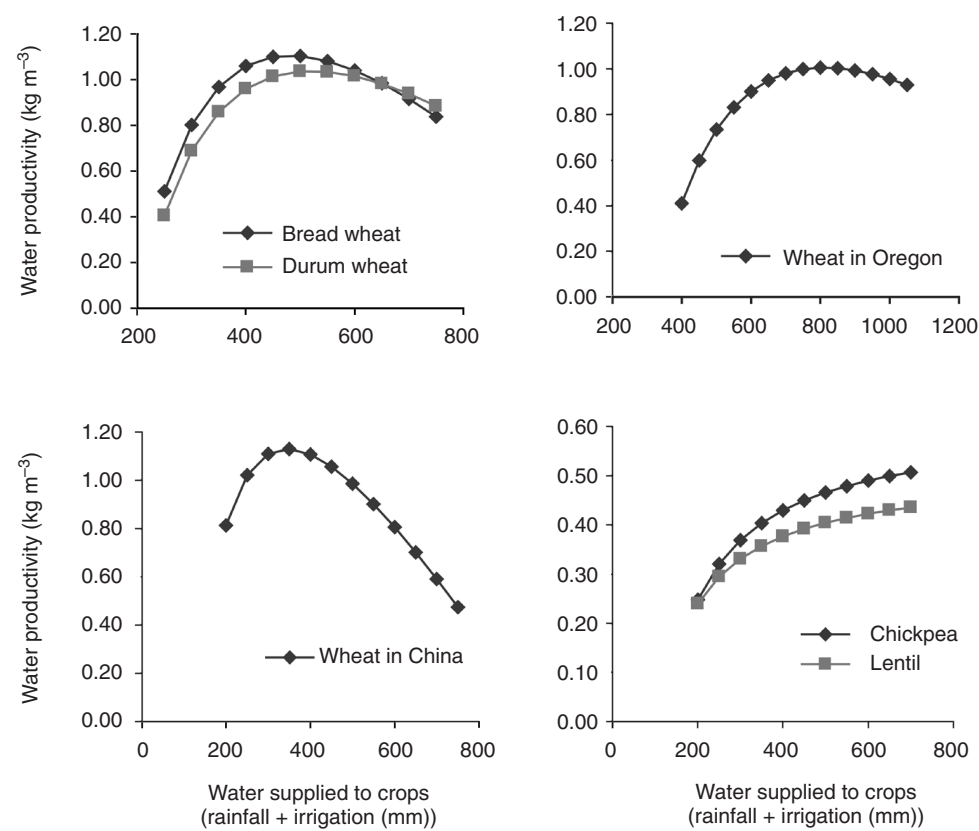 Water productivity (kg m–3)
1.20
1.00
0.80
0.60
0.40
0.20
0.00
200 400 600 800
Bread wheat
Durum wheat
1.20
1.00
0.80
0.60
0.40
0.20
0.00
200 400 600 800 1000 1200
Wheat in Oregon
Water productivity (kg m–3)
1.20
1.00
0.80
0.60
0.40
0.20
0.00
0 200 400 600 800
Wheat in China
Water supplied to crops
(rainfall + irrigation (mm))
0.60
0.50
0.40
0.30
0.20
0.10
0.00
0 200 400 600 800
Chickpea
Lentil
Water supplied to crops
(rainfall + irrigation (mm))